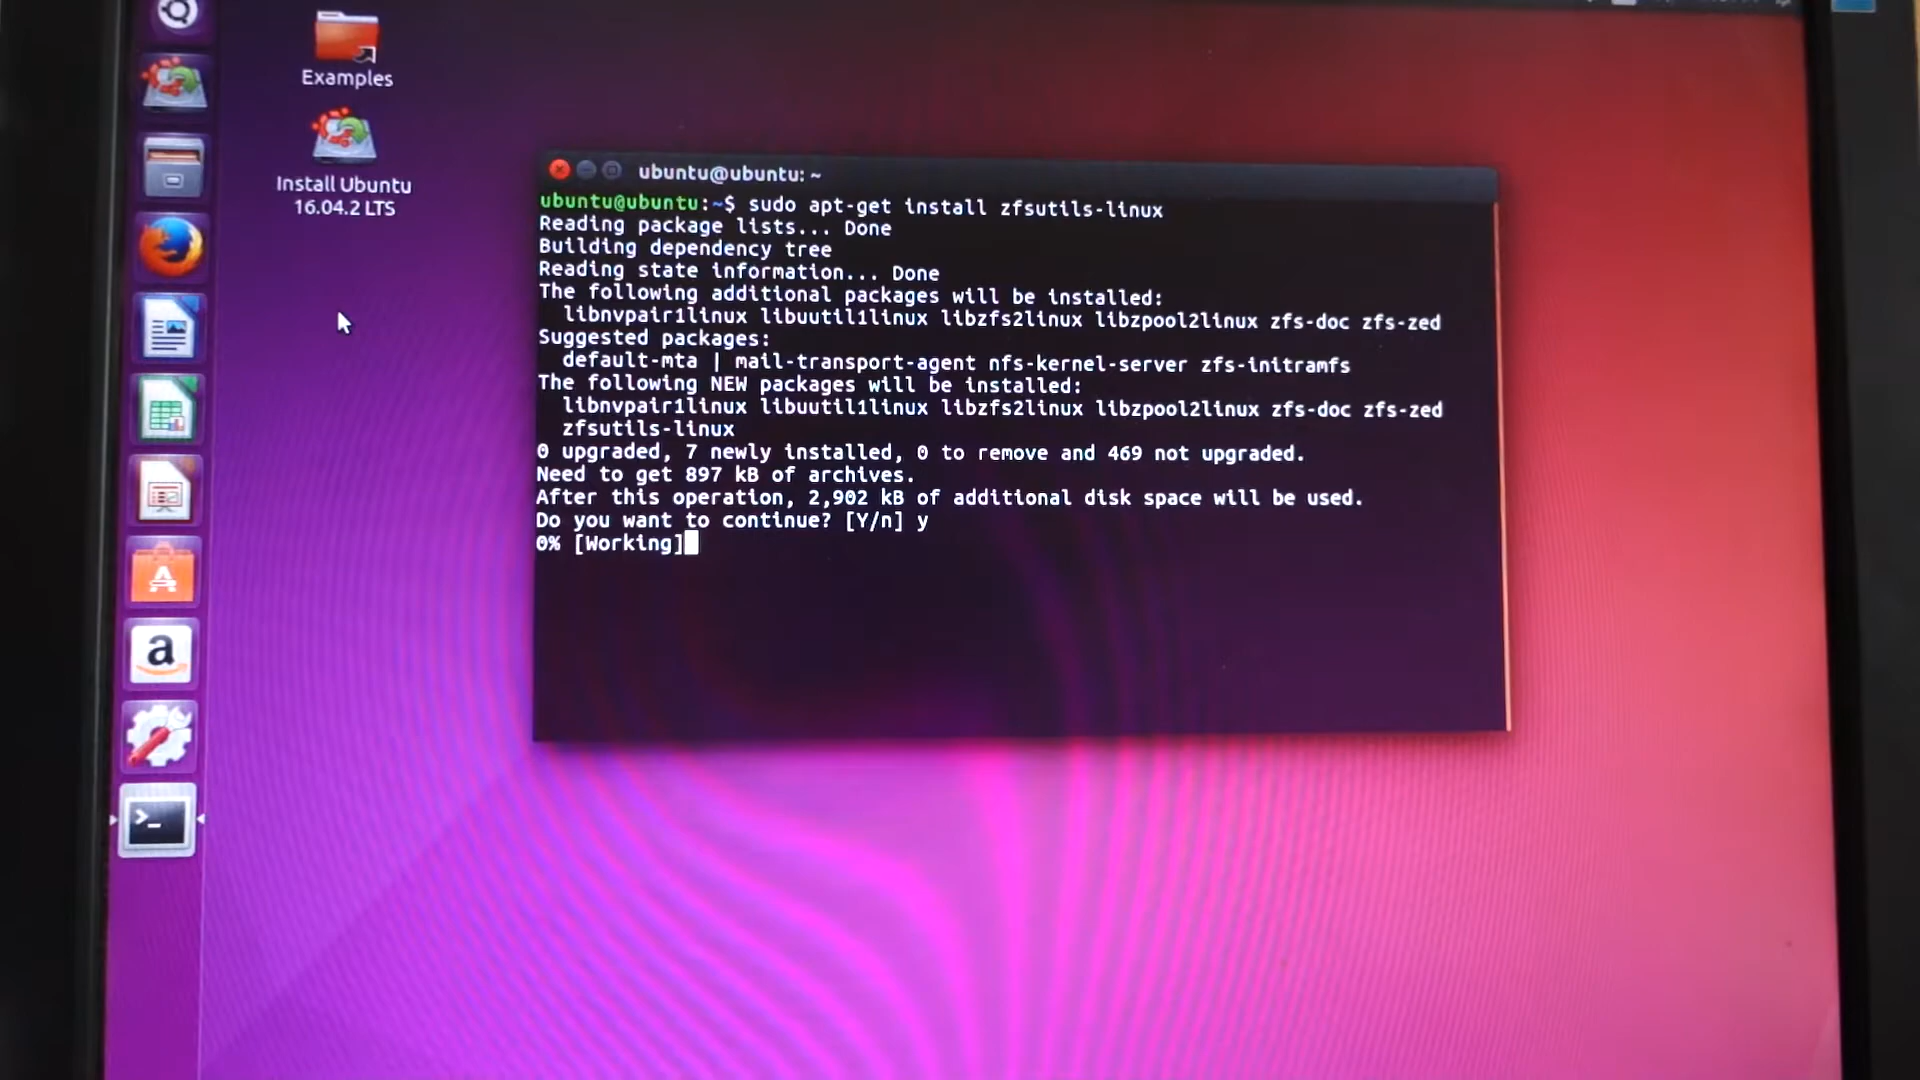 Examples
Install Ubuntu
16.04.2 LTS
ubuntu@ubuntu: ~
ubuntu@ubuntu:~$ sudo apt-get install zfsutils-linux
Reading package lists... Done
Building dependency tree
Reading state information... Done
The following additional packages will be installed:
libnvpair1linux libuutil1linux libzfs2linux libzpool2linux zfs-doc zfs-zed
Suggested packages:
default-mta | mail-transport-agent nfs-kernel-server zfs-initramfs
The following NEW packages will be installed:
libnvpair1linux libuutil1linux libzfs2linux libzpool2linux zfs-doc zfs-zed
zfsutils-linux
0 upgraded, 7 newly installed, 0 to remove and 469 not upgraded.
Need to get 897 kB of archives.
After this operation, 2,902 kB of additional disk space will be used.
Do you want to continue? [Y/n] y
0% [Working]